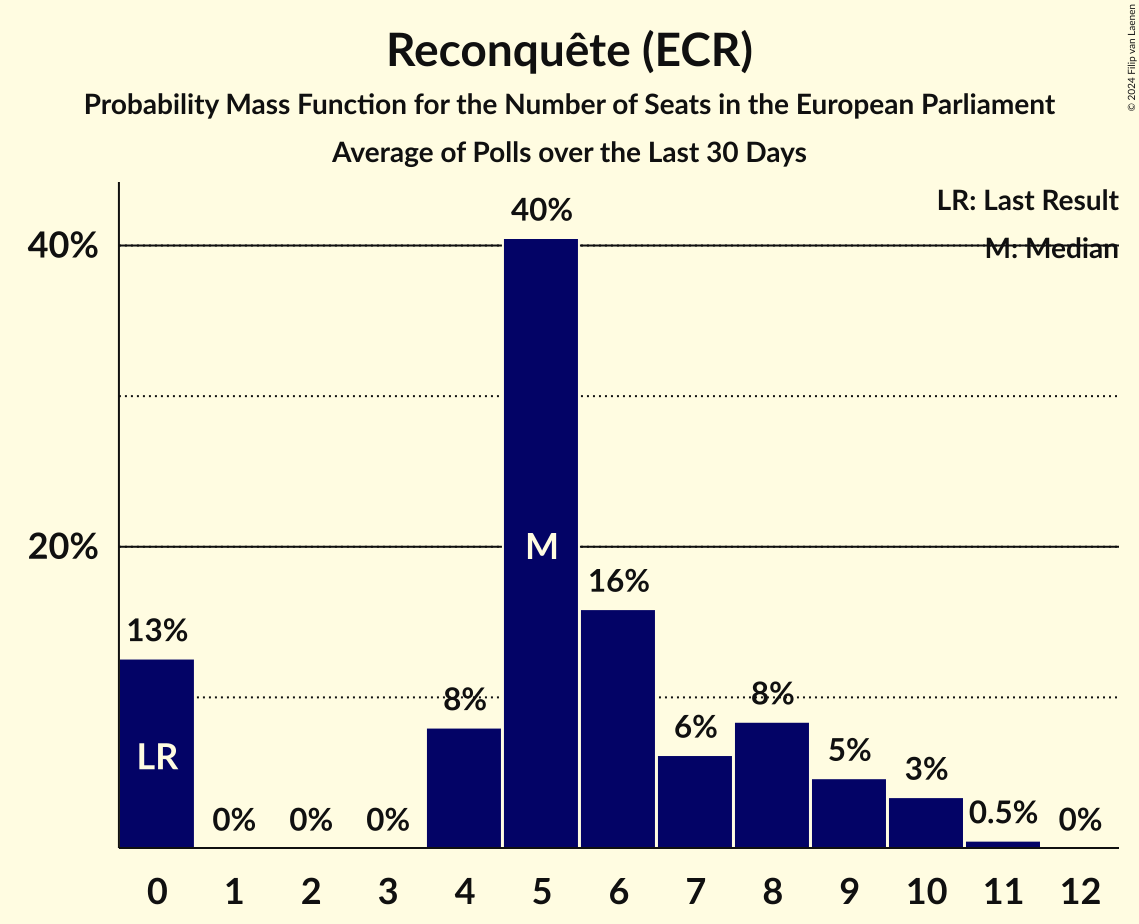 Reconquête (ECR)
Probability Mass Function for the Number of Seats in the European Parliament
Average of Polls over the Last 30 Days
© 2024 Filip van Laenen
LR: Last Result
M: Median
40%
20%
13%
0%
0%
0%
8%
40%
16%
6%
8%
5%
3%
0.5%
0%
LR
M
0 1 2 3 4 5 6 7 8 9 10 11 12